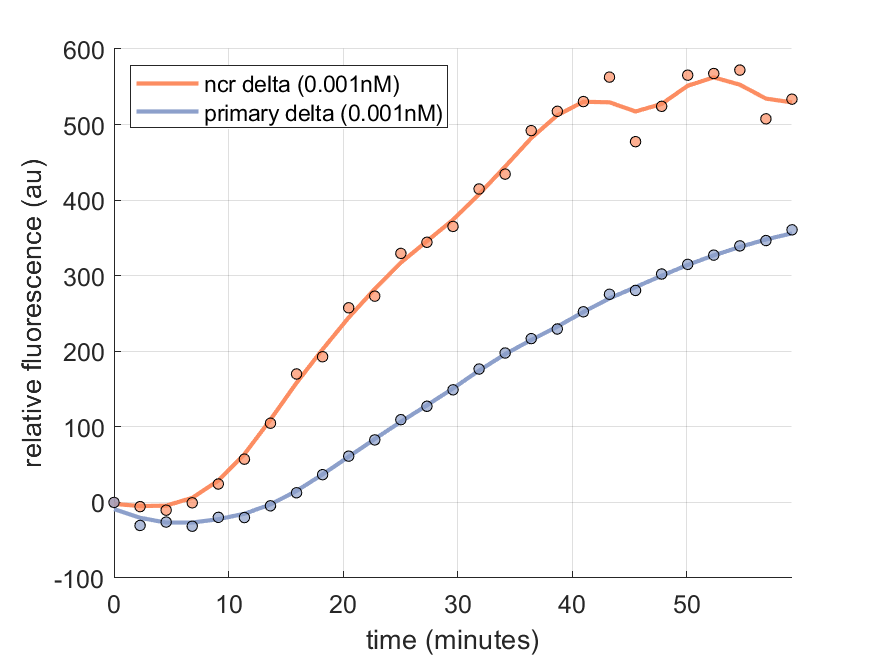 600
500
400
300
200
100
0
-100
0 10 20 30 40 50
relative fluorescence (au)
time (minutes)
ncr delta (0.001nM)
primary delta (0.001nM)